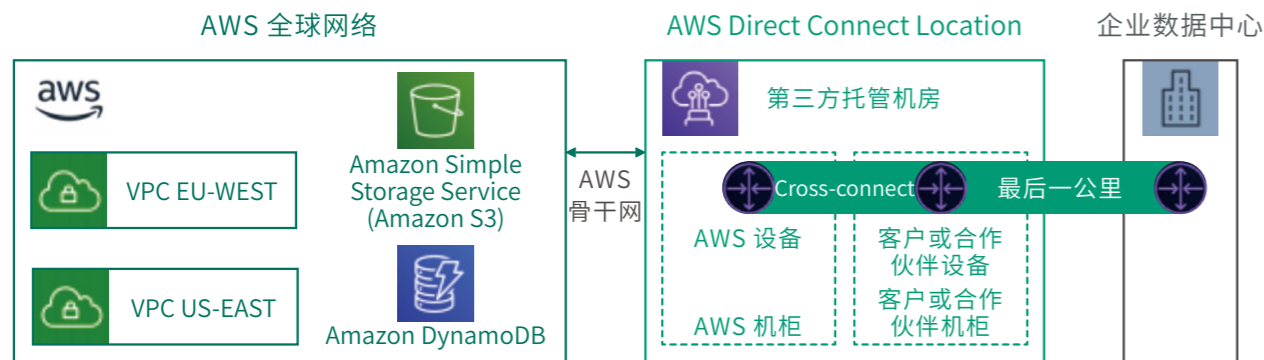 AWS 全球网络
aws
VPC EU-WEST
VPC US-EAST
Amazon Simple
Storage Service
(Amazon S3)
Amazon DynamoDB
AWS
骨干网
AWS Direct Connect Location
第三方托管机房
Cross-connect
最后一公里
AWS 设备
AWS 机柜
客户或合作
伙伴设备
客户或合作
伙伴机柜
企业数据中心